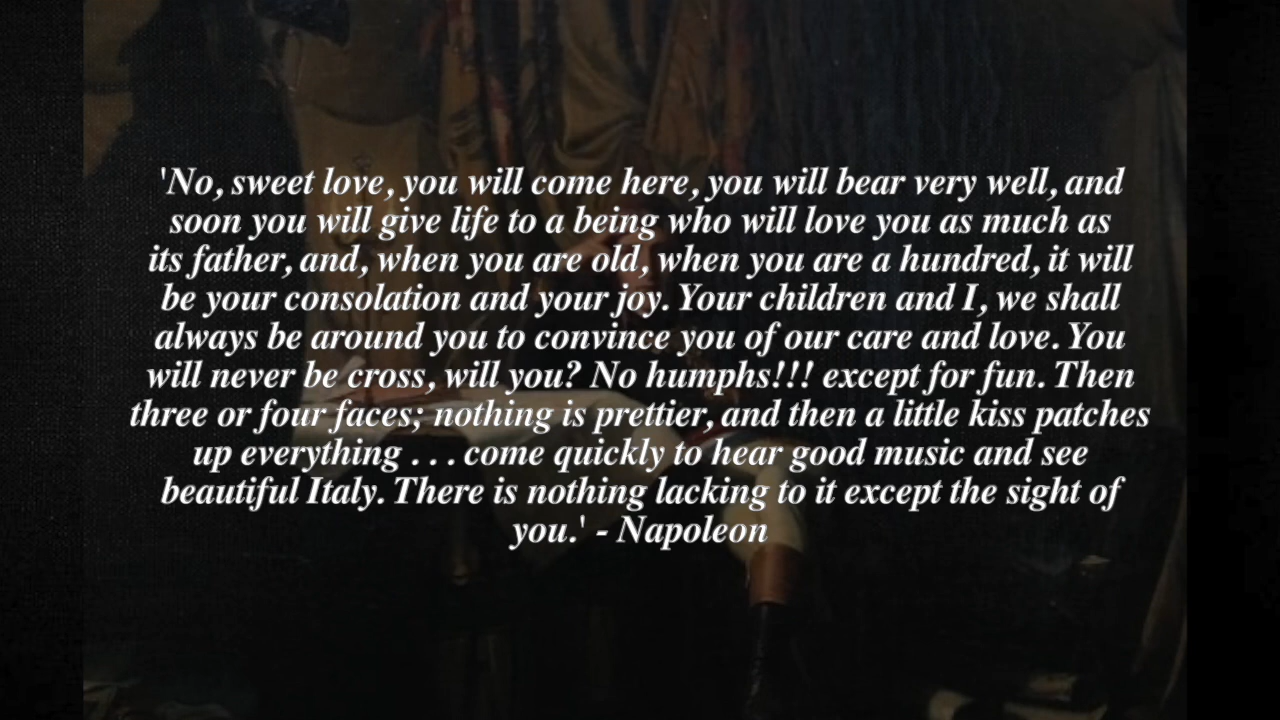 'No, sweet love, you will come here, you will bear very well, and
soon you will give life to a being who will love you as much as
its father, and, when you are old, when you are a hundred, it will
be your consolation and your joy. Your children and I, we shall
always be around you to convince you of our care and love. You
will never be cross, will you? No humphs!!! except for fun. Then
three or four faces; nothing is prettier, and then a little kiss patches
up everything . . . come quickly to hear good music and see
beautiful Italy. There is nothing lacking to it except the sight of
you.' - Napoleon